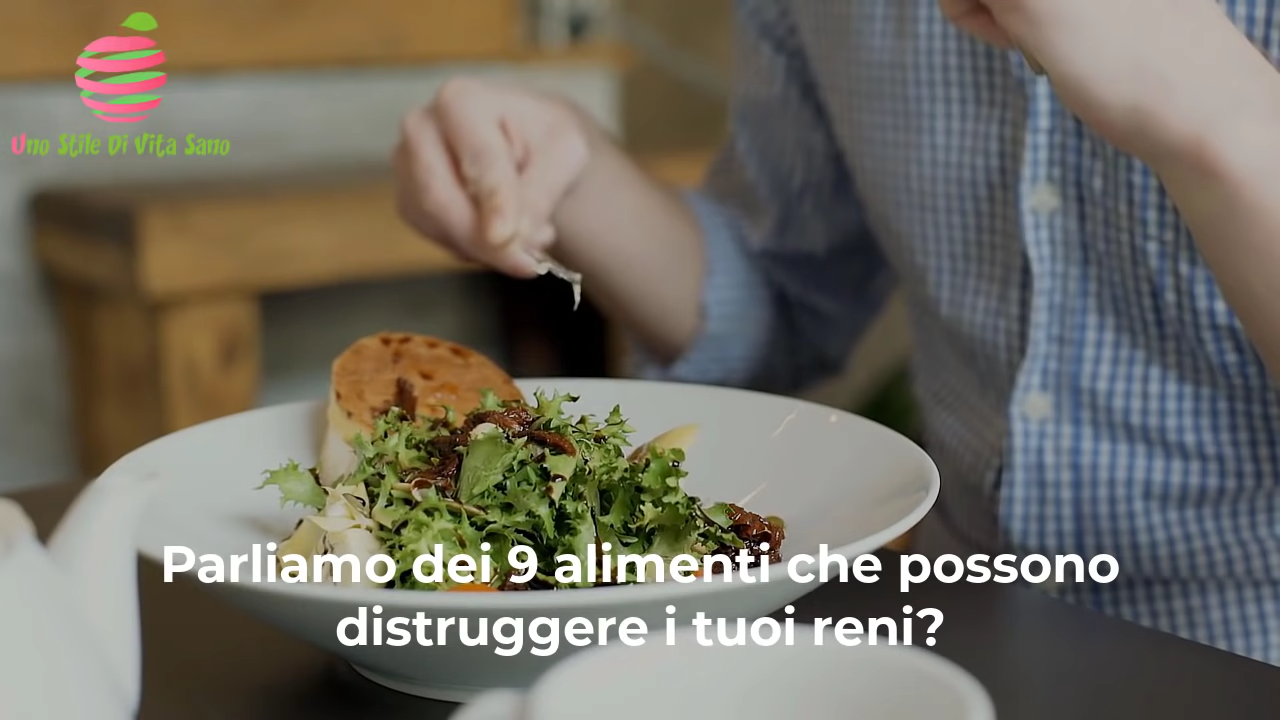 Uno Stile Di Vita Sano
Parliamo dei 9 alimenti che possono
distruggere i tuoi reni?